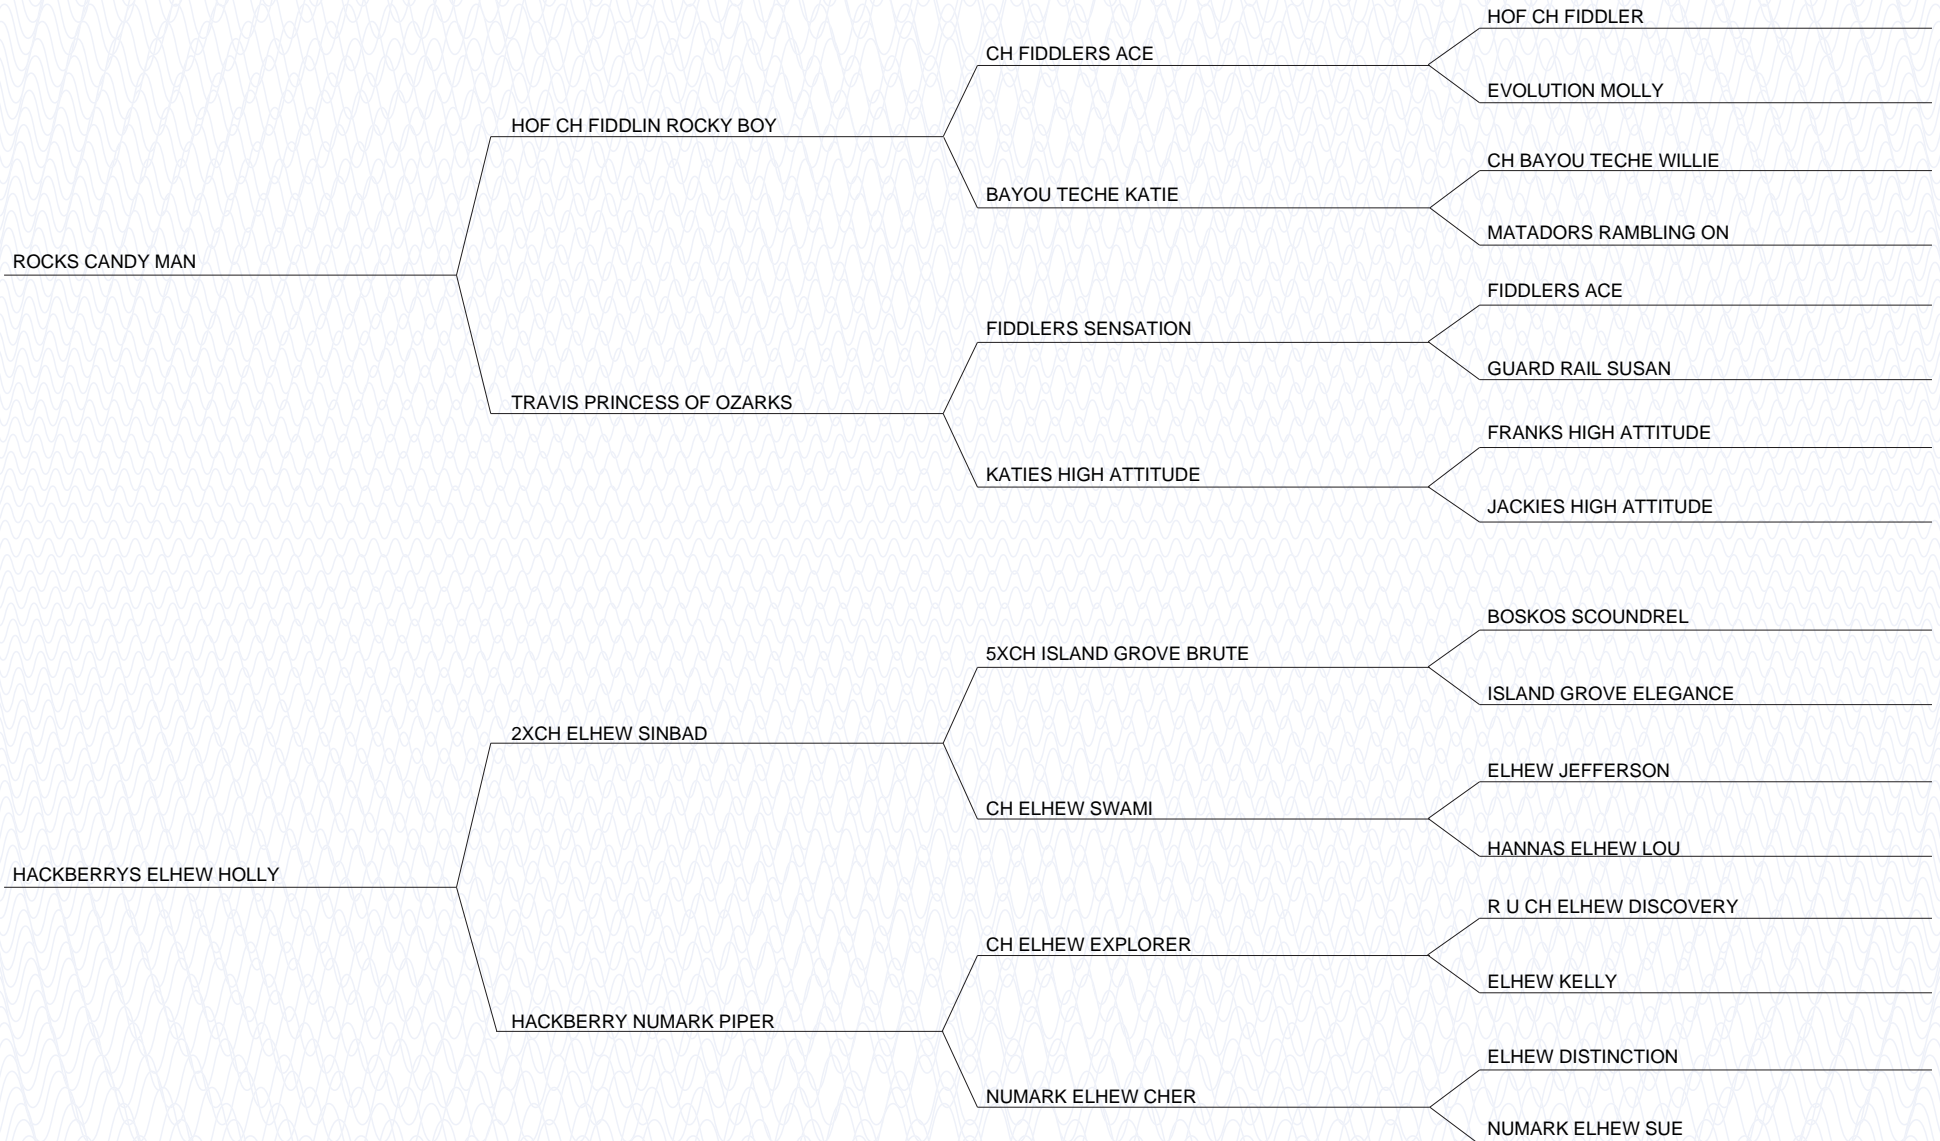 HOF CH FIDDLER
CH FIDDLERS ACE
EVOLUTION MOLLY
HOF CH FIDDLIN ROCKY BOY
CH BAYOU TECHE WILLIE
BAYOU TECHE KATIE
MATADORS RAMBLING ON
ROCKS CANDY MAN
FIDDLERS ACE
FIDDLERS SENSATION
GUARD RAIL SUSAN
TRAVIS PRINCESS OF OZARKS
FRANKS HIGH ATTITUDE
KATIES HIGH ATTITUDE
JACKIES HIGH ATTITUDE
BOSKOS SCOUNDREL
5XCH ISLAND GROVE BRUTE
ISLAND GROVE ELEGANCE
2XCH ELHEW SINBAD
ELHEW JEFFERSON
CH ELHEW SWAMI
HANNAS ELHEW LOU
HACKBERRYS ELHEW HOLLY
R U CH ELHEW DISCOVERY
CH ELHEW EXPLORER
ELHEW KELLY
HACKBERRY NUMARK PIPER
ELHEW DISTINCTION
NUMARK ELHEW CHER
NUMARK ELHEW SUE